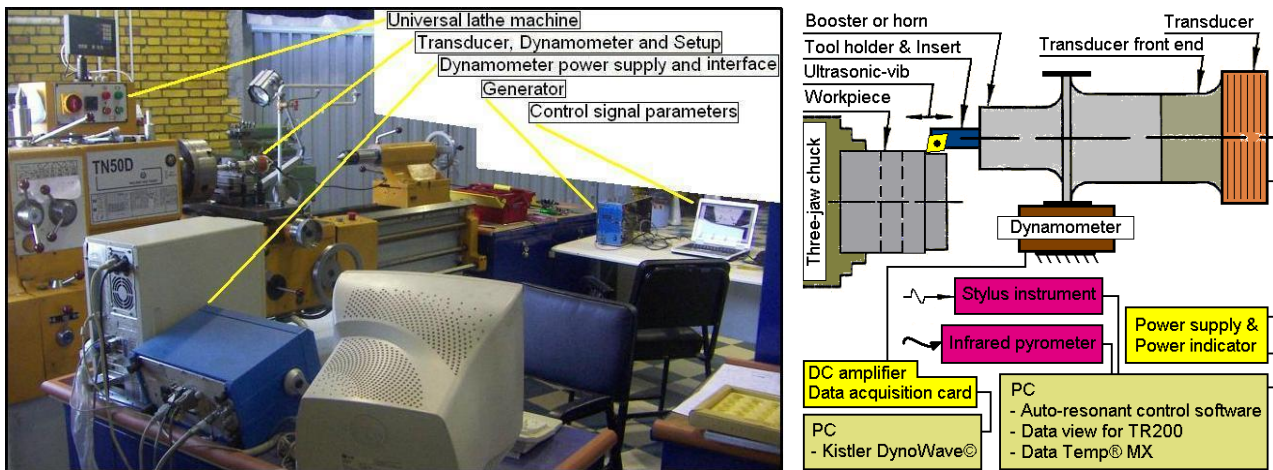 Universal lathe machine
Transducer, Dynamometer and Setup
Dynamometer power supply and interface
Generator
Control signal parameters
TN50D
Booster or horn
Transducer
Tool holder & Insert
Transducer front end
Ultrasonic-vib
Workpiece
Three-jaw chuck
Dynamometer
Stylus instrument
Infrared pyrometer
Power supply &
Power indicator
DC amplifier
Data acquisition card
PC
- Kistler DynoWave©
PC
- Auto-resonant control software
- Data view for TR200
- Data Temp® MX